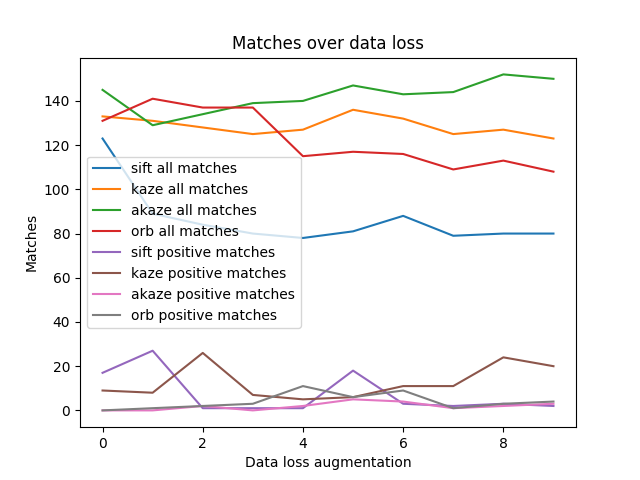 Matches over data loss
Matches
140
120
100
80
60
40
20
0
sift all matches
kaze all matches
akaze all matches
orb all matches
sift positive matches
kaze positive matches
akaze positive matches
orb positive matches
0 2 4 6 8
Data loss augmentation